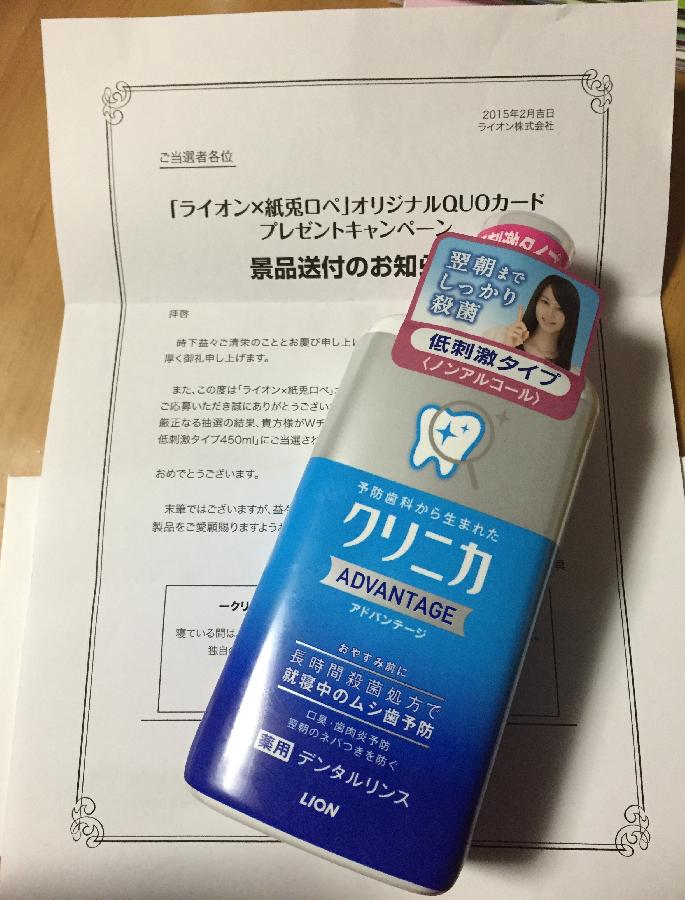 2015年2月吉日
ライオン株式会社
ご当選者各位
「ライオン×紙兎ロペ」オリジナルQUOカード
プレゼントキャンペーン
景品送付のお知ら
拝啓
時下益々ご清栄のこととお慶び申し上げ
厚く御礼申し上げます。
また、この度は「ライオン×紙兎ロペ」
ご応募いただき誠にありがとうござい
厳正なる抽選の結果、貴方様がWチ
低刺激タイプ450ml」にご当選され
おめでとうございます。
末筆ではございますが、益々
製品をご愛顧賜りますよう
具
ークリ
寝ている間は
独自の
翌朝まで
しっかり
殺菌
低刺激タイプ
〈ノンアルコール〉
予防歯科から生まれた
クリニカ
ADVANTAGE
アドバンテージ
おやすみ前に
長時間殺菌処方で
就寝中のムシ歯予防
口臭・歯肉炎予防
翌朝のネバつきを防ぐ
薬用 デンタルリンス
LION